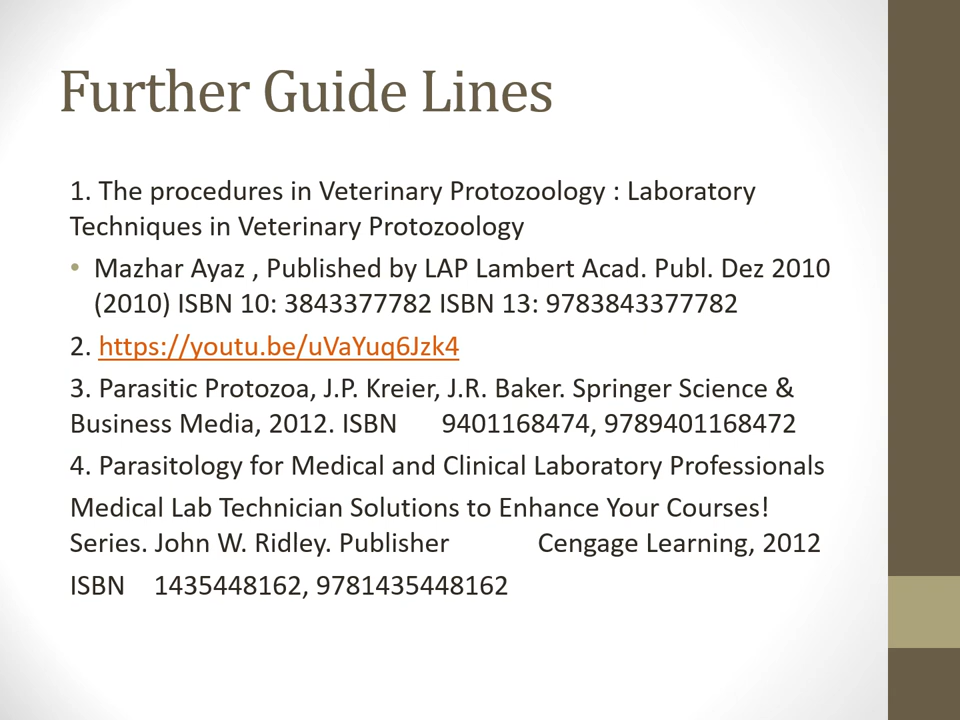 Further Guide Lines
1. The procedures in Veterinary Protozoology : Laboratory
Techniques in Veterinary Protozoology
• Mazhar Ayaz , Published by LAP Lambert Acad. Publ. Dez 2010
(2010) ISBN 10: 3843377782 ISBN 13: 9783843377782
2. https://youtu.be/uVaYuq6Jzk4
3. Parasitic Protozoa, J.P. Kreier, J.R. Baker. Springer Science &
Business Media, 2012. ISBN 9401168474, 9789401168472
4. Parasitology for Medical and Clinical Laboratory Professionals
Medical Lab Technician Solutions to Enhance Your Courses!
Series. John W. Ridley. Publisher Cengage Learning, 2012
ISBN 1435448162, 9781435448162